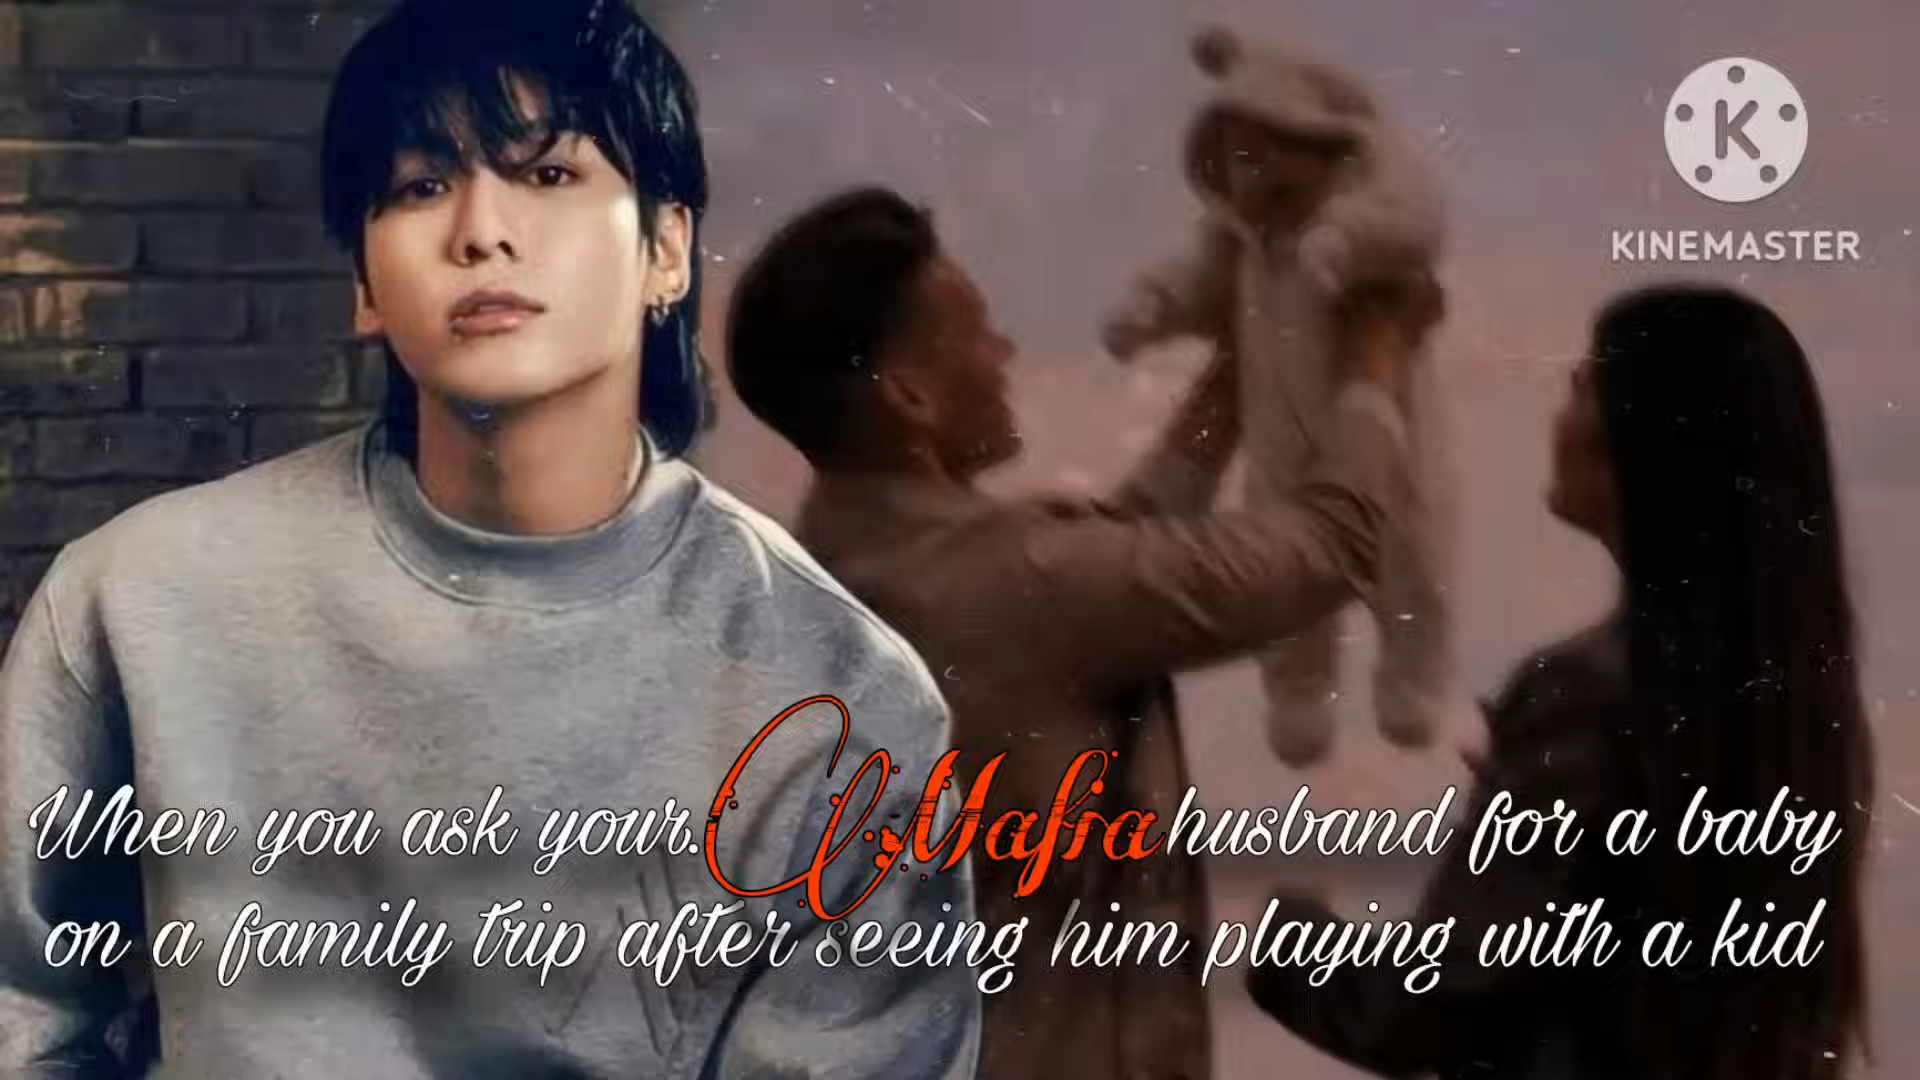 KINEMASTER
When you ask your. Mafia husband for a baby
on a family trip after seeing him playing with a kid